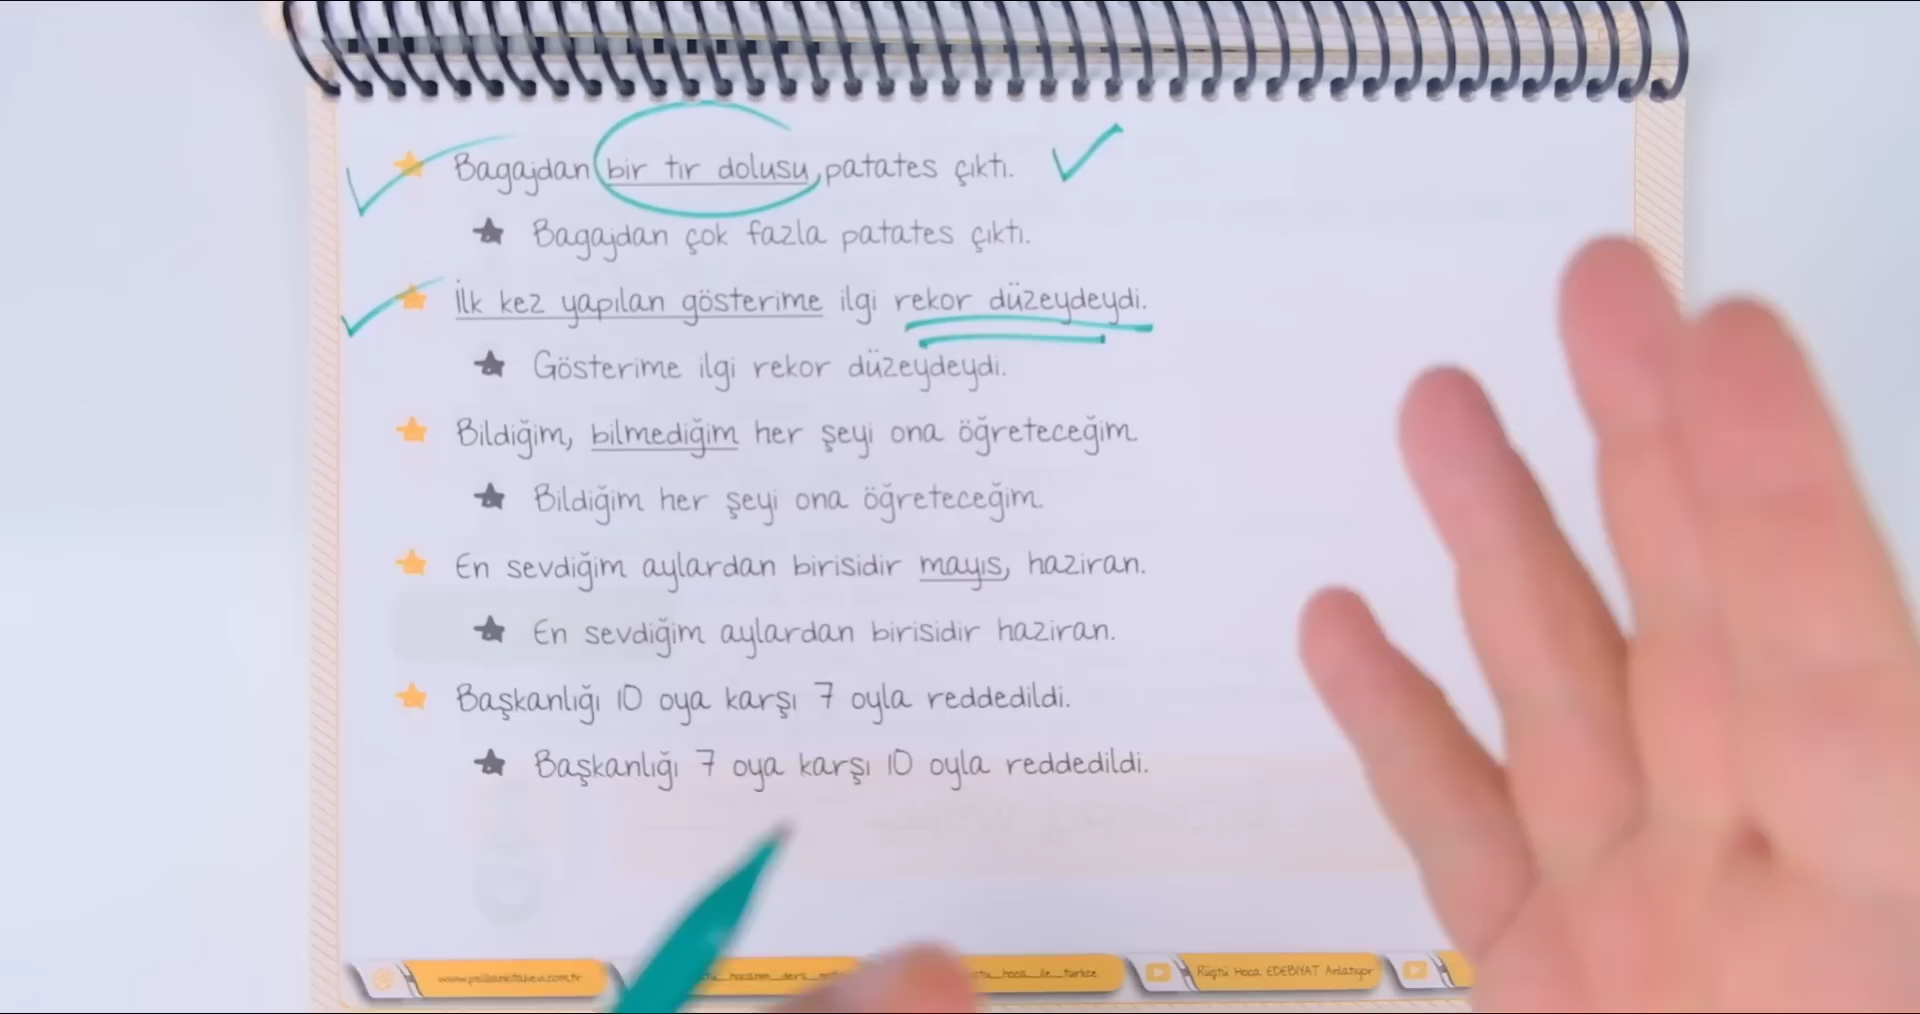 Bagajdan bir tır dolusu patates çıktı.
Bagajdan çok fazla patates çıktı.
İlk kez yapılan gösterime ilgi rekor düzeydeydi.
Gösterime ilgi rekor düzeydeydi.
Bildiğim, bilmediğim her şeyi ona öğreteceğim.
Bildiğim her şeyi ona öğreteceğim.
En sevdiğim aylardan birisidir mayıs, haziran.
En sevdiğim aylardan birisidir haziran.
Başkanlığı 10 oya karşı 7 oyla reddedildi.
Başkanlığı 7 oya karşı 10 oyla reddedildi.
Rüştü Hoca EDEBİYAT Anlatıyor